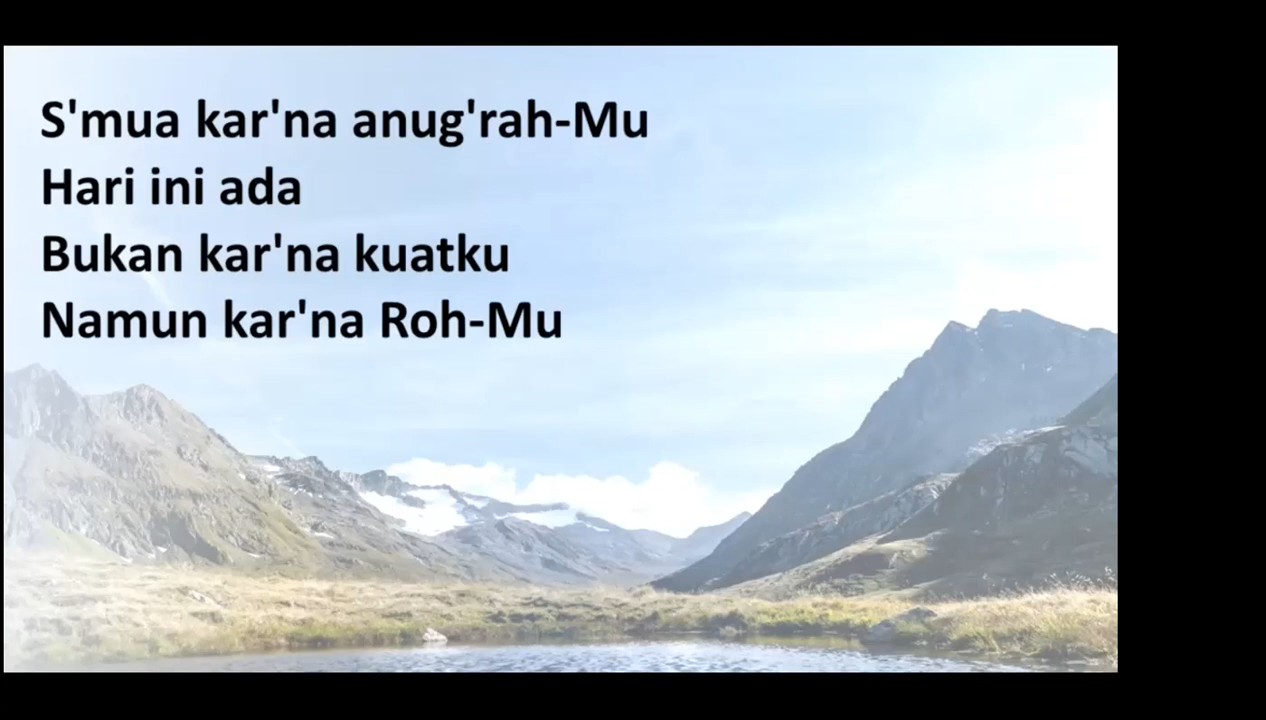 S'mua kar'na anug'rah-Mu
Hari ini ada
Bukan kar'na kuatku
Namun kar'na Roh-Mu